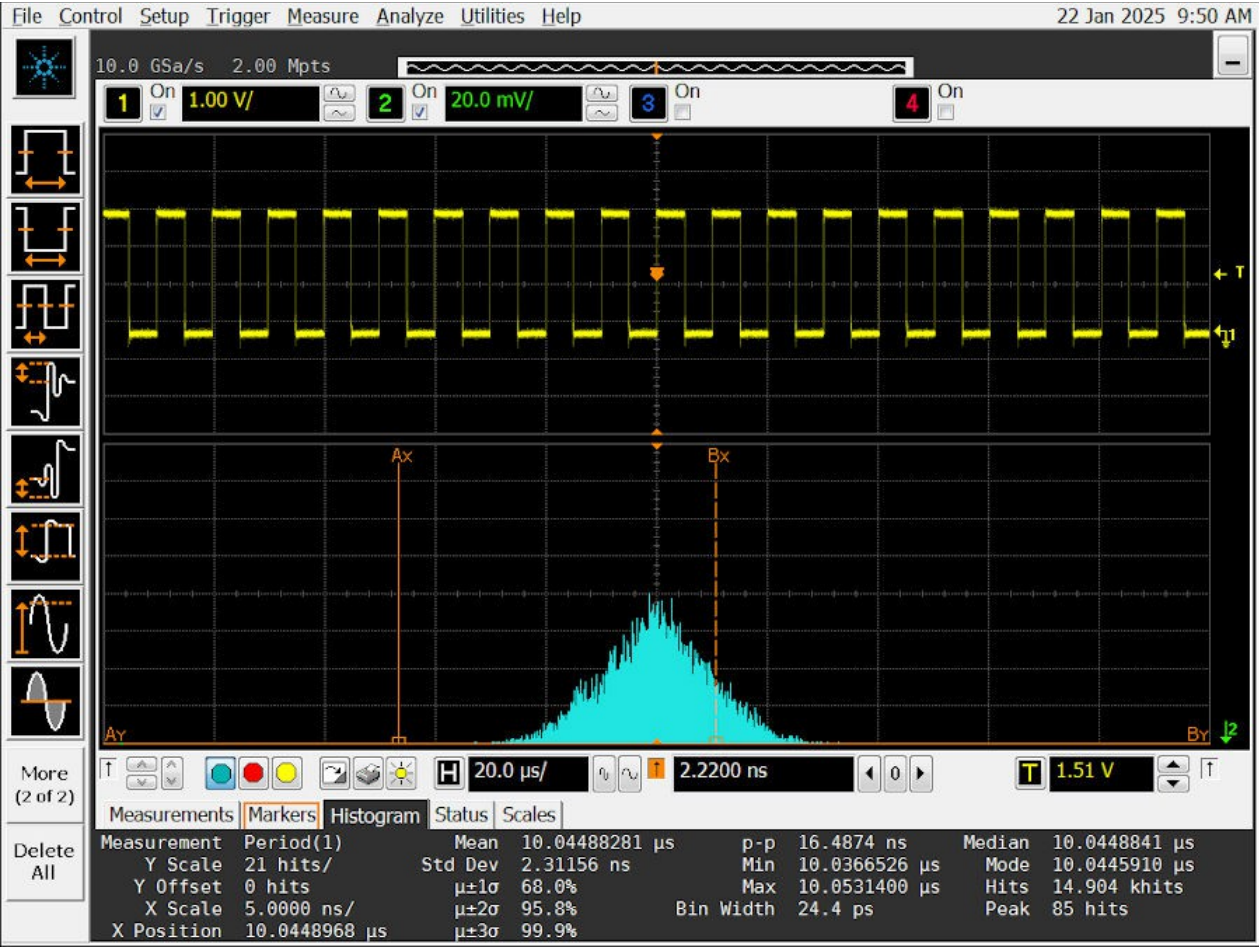 File Control Setup Trigger Measure Analyze Utilities Help 22 Jan 2025 9:50 AM
10.0 GSa/s 2.00 Mpts
1 On 1.00 V/ 2 On 20.0 mV/ 3 On 4 On
T
1
Ax Bx
Ay By 2
More
(2 of 2)
Delete
All
H 20.0 µs/ 2.2200 ns 0 T 1.51 V
Measurements Markers Histogram Status Scales
Measurement Period(1) Mean 10.04488281 µs p-p 16.4874 ns Median 10.0448841 µs
Y Scale 21 hits/ Std Dev 2.31156 ns Min 10.0366526 µs Mode 10.0445910 µs
Y Offset 0 hits µ±1σ 68.0% Max 10.0531400 µs Hits 14.904 khits
X Scale 5.0000 ns/ µ±2σ 95.8% Bin Width 24.4 ps Peak 85 hits
X Position 10.0448968 µs µ±3σ 99.9%